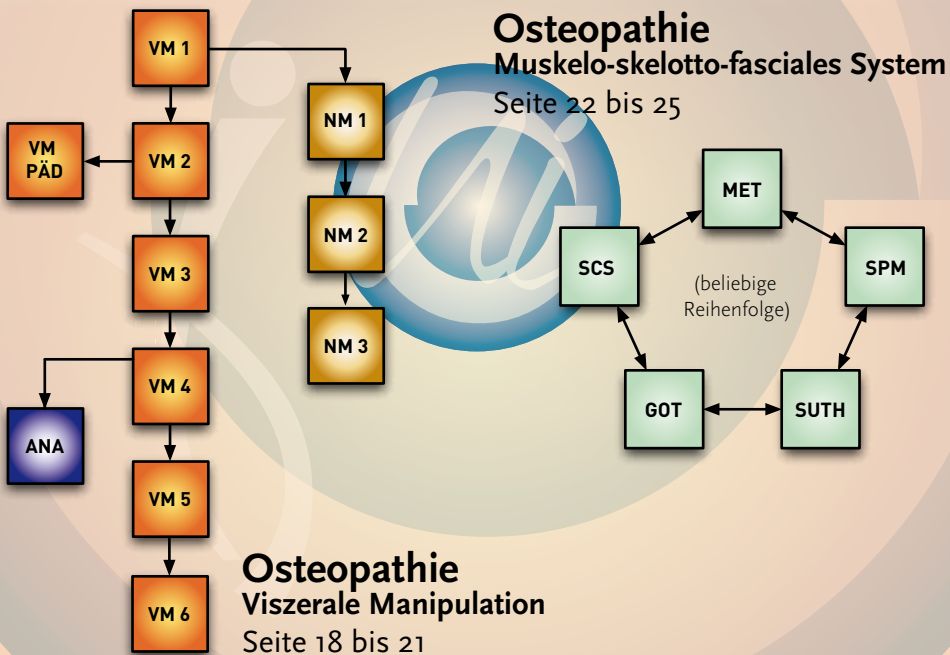 Osteopathie
Muskelo-skelotto-fasciales System
Seite 22 bis 25
VM 1
NM 1
VM
PÄD
VM 2
NM 2
VM 3
NM 3
VM 4
ANA
VM 5
VM 6
MET
SCS
SPM
(beliebige
Reihenfolge)
GOT
SUTH
Osteopathie
Viszerale Manipulation
Seite 18 bis 21